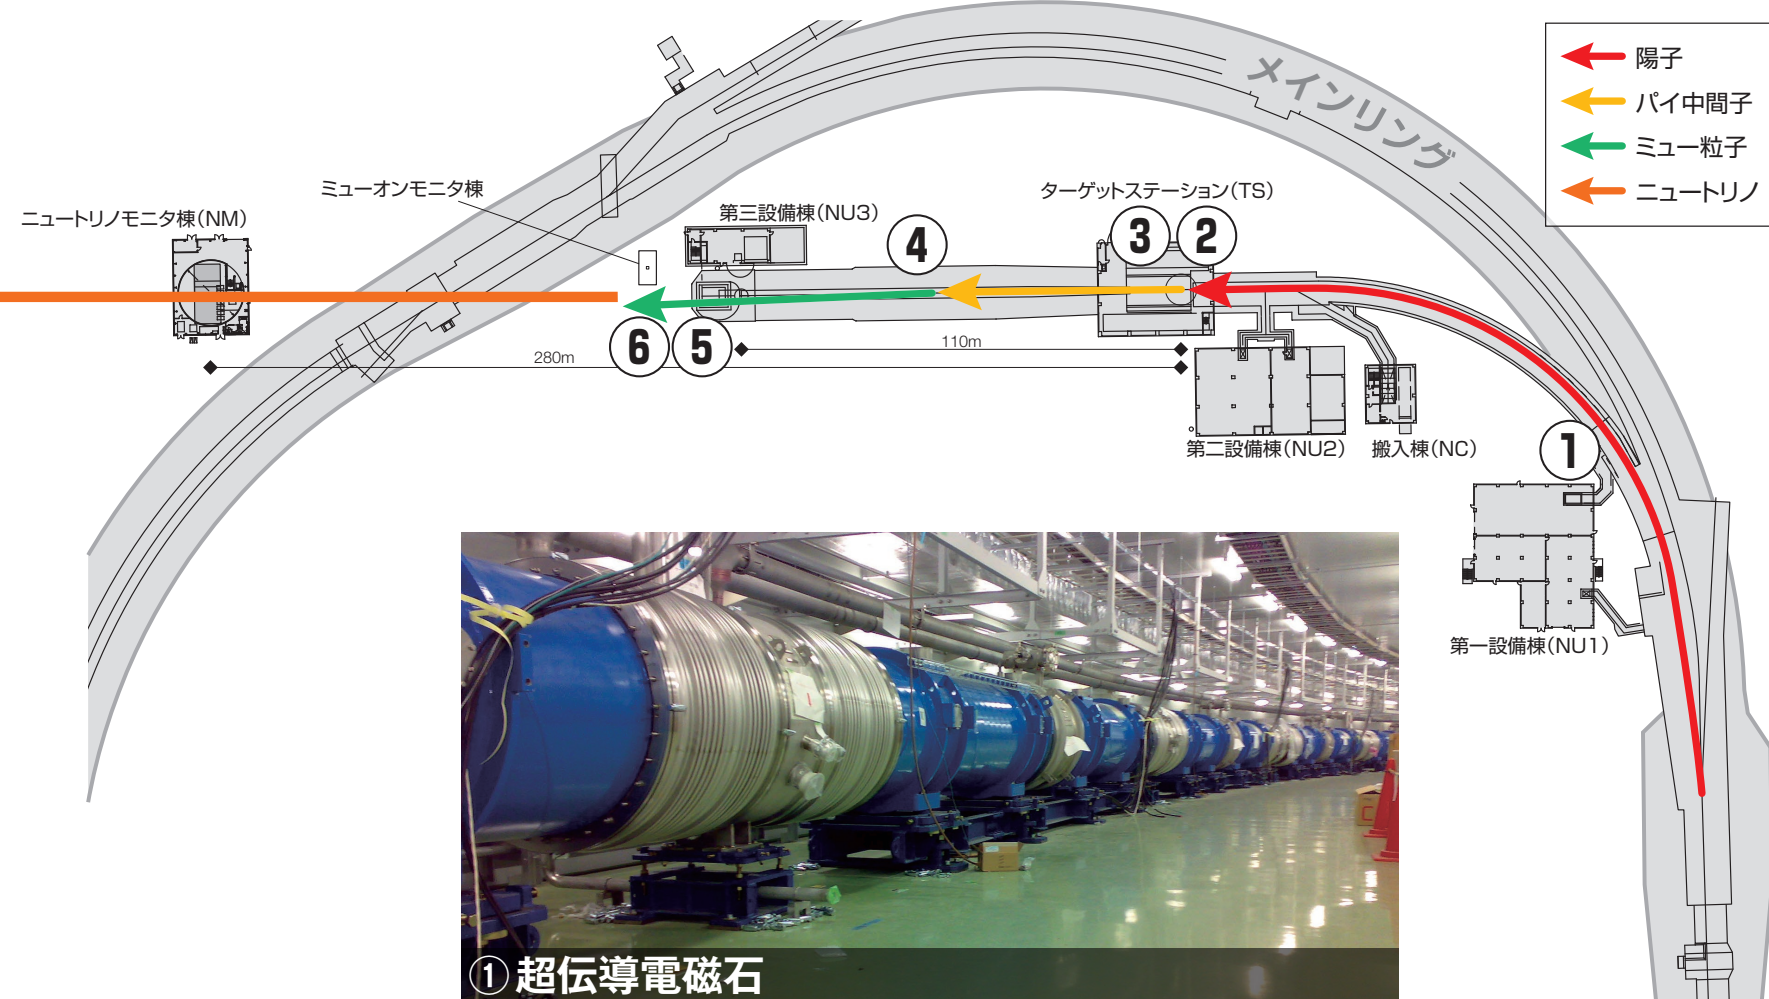 メインリング
陽子
パイ中間子
ミュー粒子
ニュートリノ
ミューオンモニタ棟
ニュートリノモニタ棟(NM)
第三設備棟(NU3)
ターゲットステーション(TS)
4
3
2
6
5
110m
280m
第二設備棟(NU2)
搬入棟(NC)
1
第一設備棟(NU1)
① 超伝導電磁石